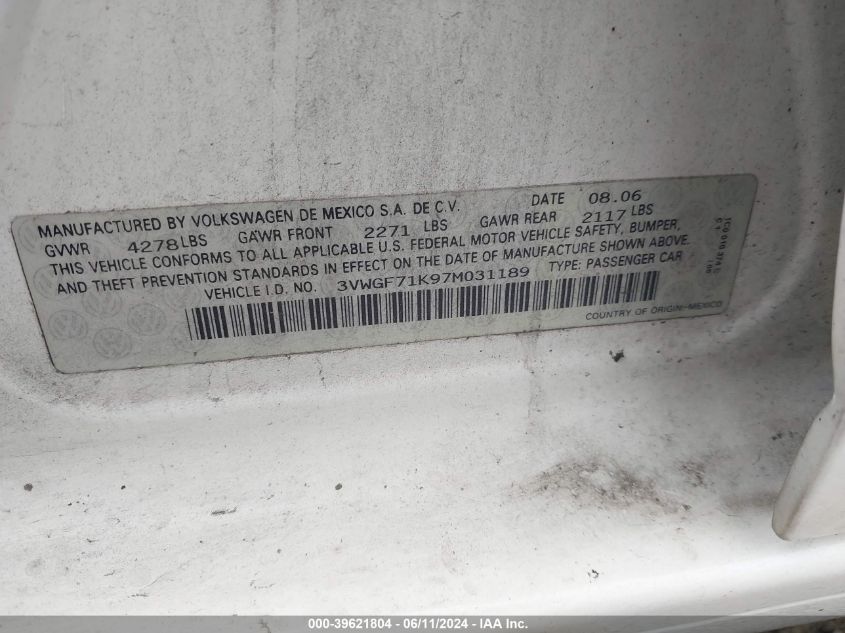 MANUFACTURED BY VOLKSWAGEN DE MEXICO S.A. DE C.V. DATE 08.06
GVWR 4278 LBS GAWR FRONT 2271 LBS GAWR REAR 2117 LBS
THIS VEHICLE CONFORMS TO ALL APPLICABLE U.S. FEDERAL MOTOR VEHICLE SAFETY, BUMPER,
AND THEFT PREVENTION STANDARDS IN EFFECT ON THE DATE OF MANUFACTURE SHOWN ABOVE.
VEHICLE I.D. NO. 3VWGF71K97M031189 TYPE: PASSENGER CAR
COUNTRY OF ORIGIN-MEXICO
000-39621804 - 06/11/2024 - IAA Inc.